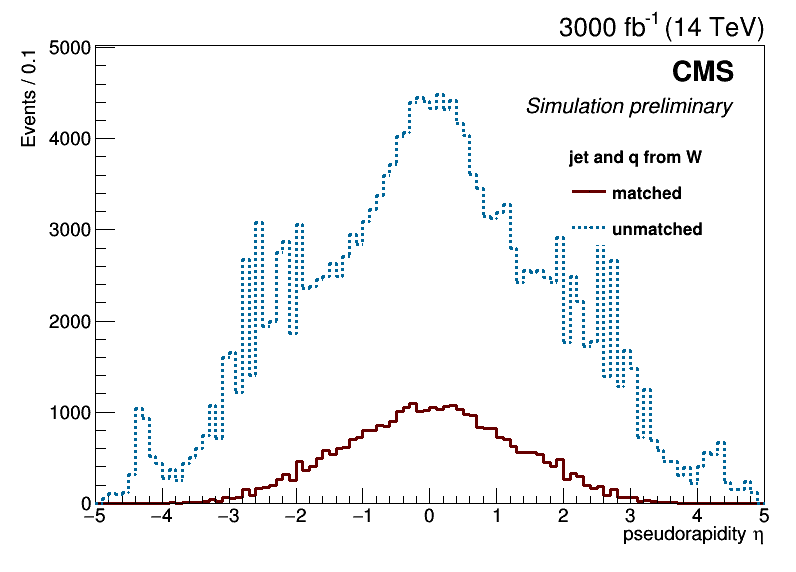 3000 fb-1 (14 TeV)
CMS
Simulation preliminary
jet and q from W
matched
unmatched
Events / 0.1
5000
4000
3000
2000
1000
0
−5 −4 −3 −2 −1 0 1 2 3 4 5
pseudorapidity η